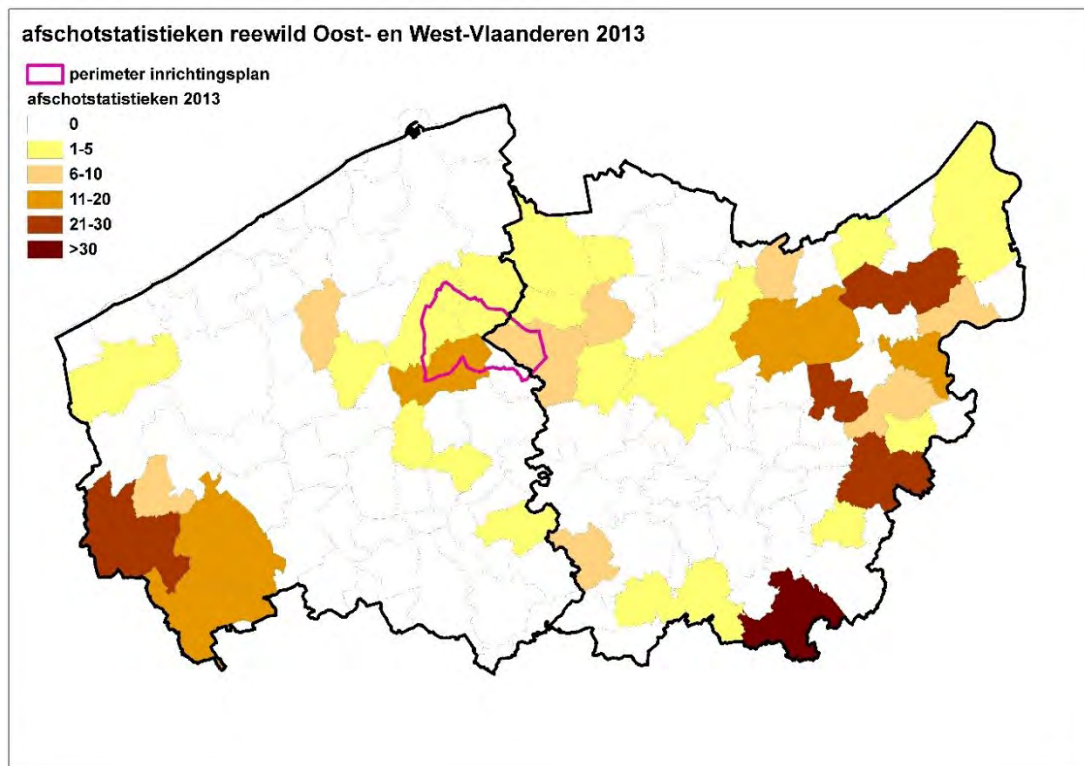 afschotstatistieken reewild Oost- en West-Vlaanderen 2013
perimeter inrichtingsplan
afschotstatistieken 2013
0
1-5
6-10
11-20
21-30
>30